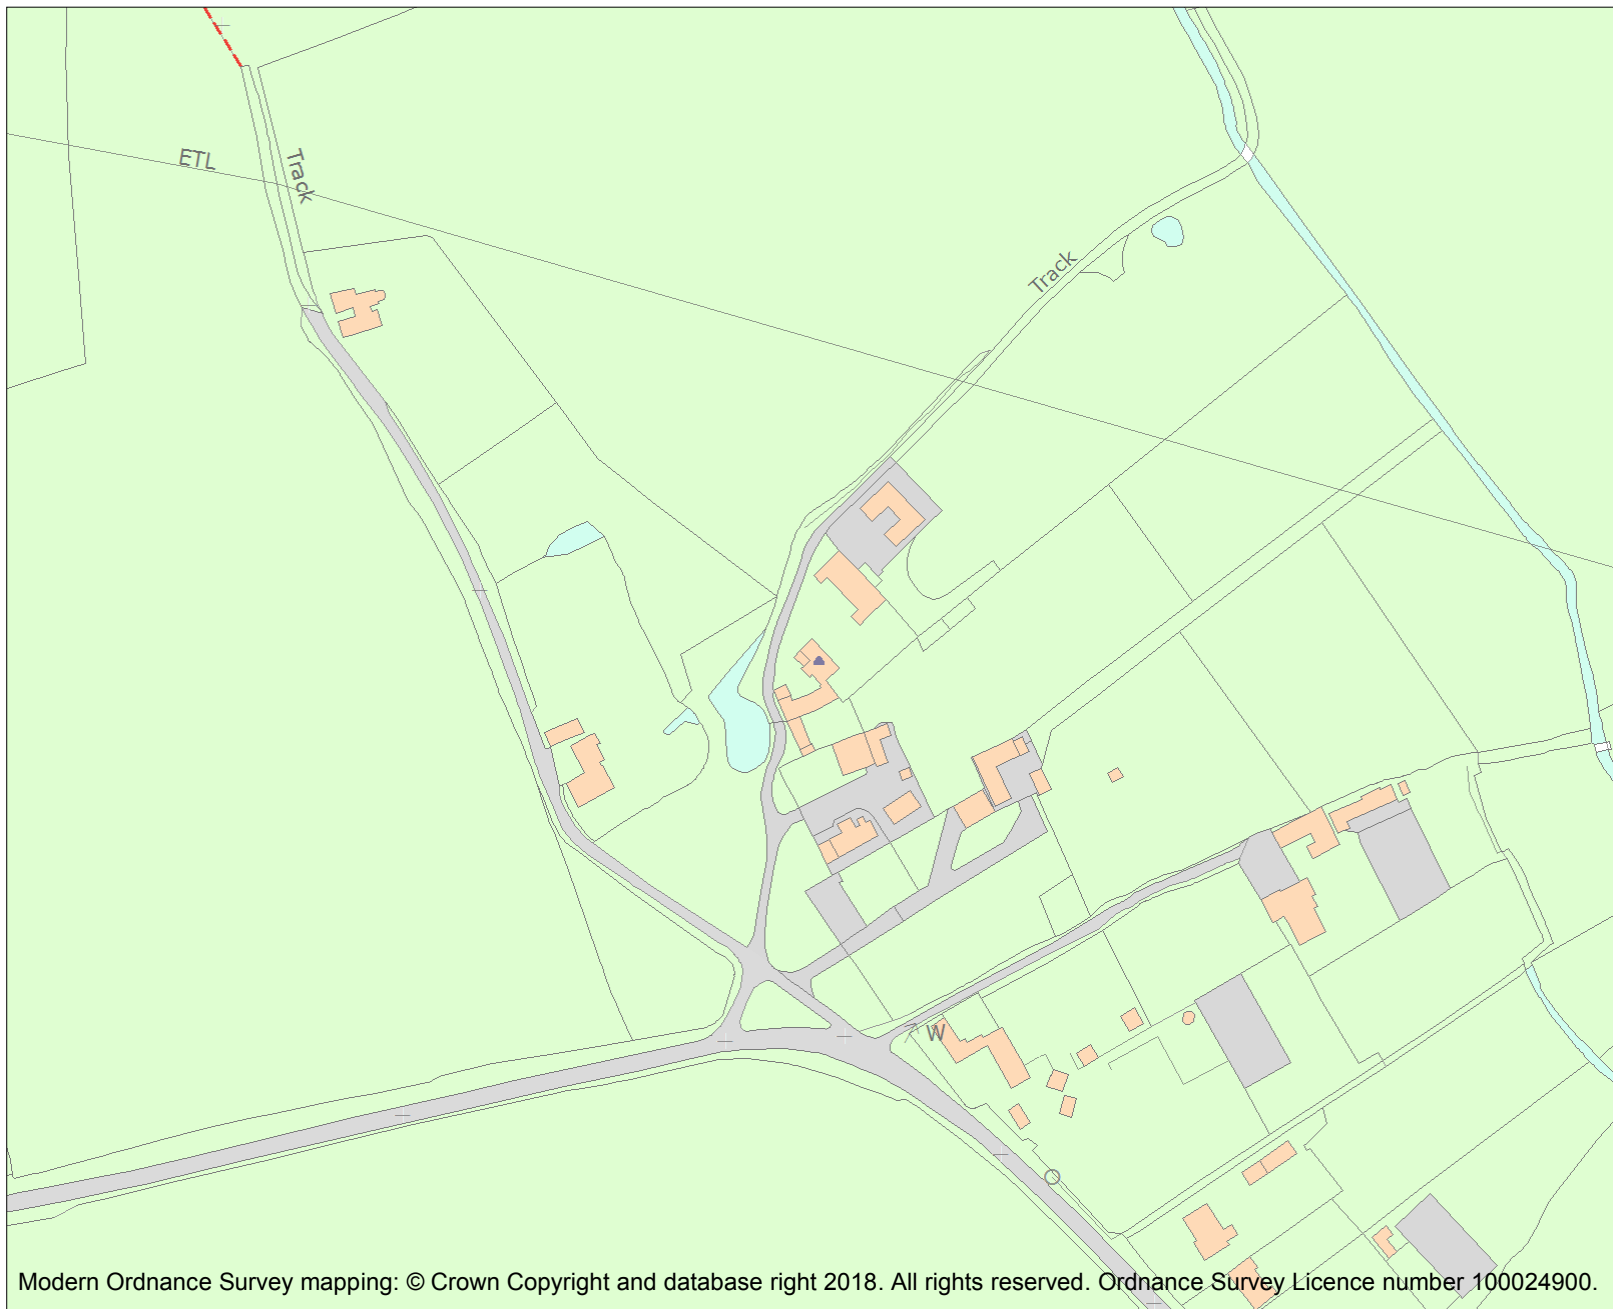 ETL
Track
Track
W
Modern Ordnance Survey mapping: © Crown Copyright and database right 2018. All rights reserved. Ordnance Survey Licence number 100024900.